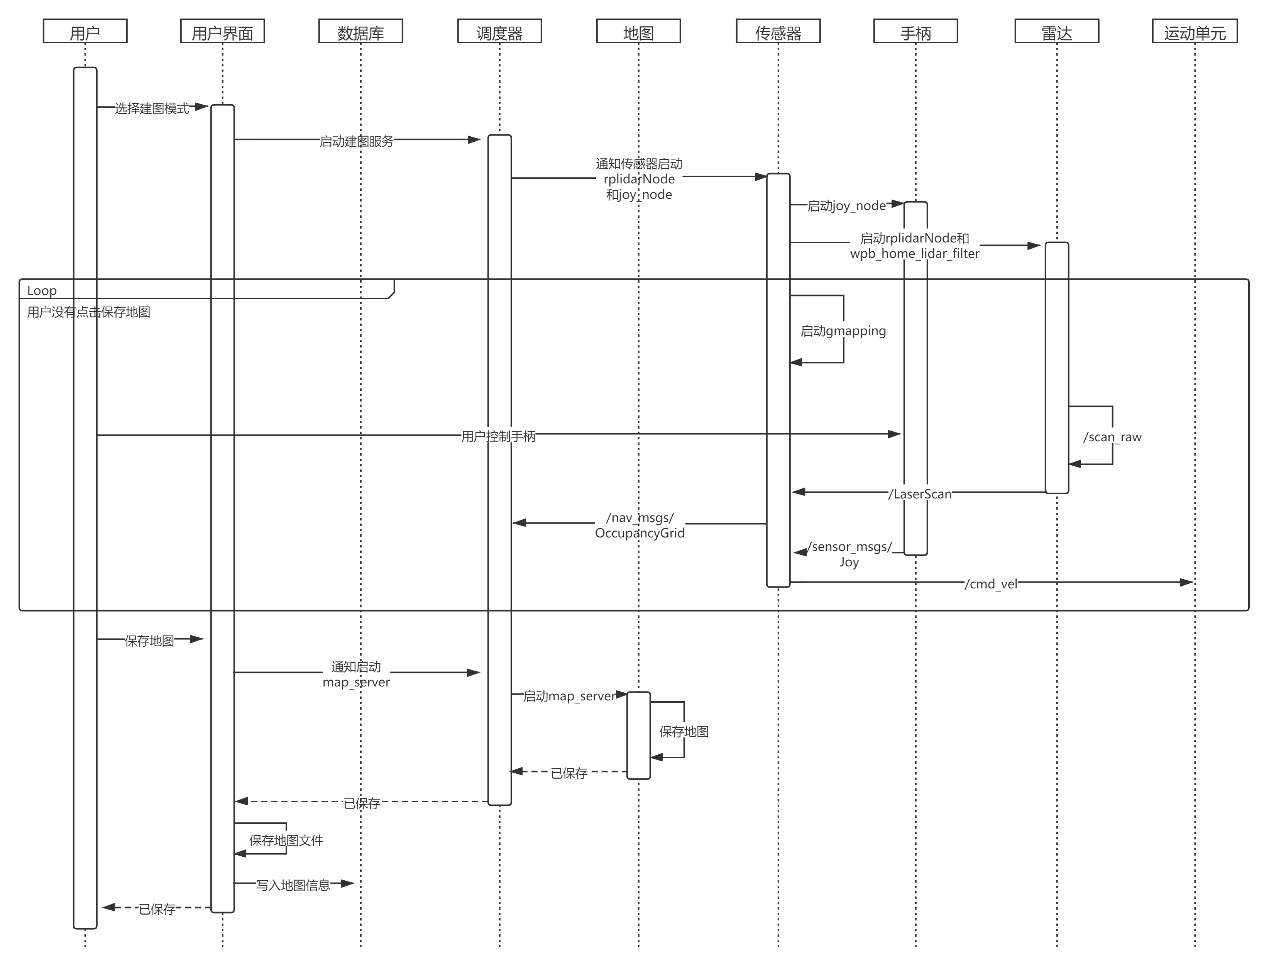 用户
用户界面
数据库
调度器
地图
传感器
手柄
雷达
运动单元
选择建图模式
启动建图服务
通知传感器启动
rplidarNode
和joy_node
启动joy_node
启动rplidarNode和
wpb_home_lidar_filter
Loop
用户没有点击保存地图
启动gmapping
用户控制手柄
/scan_raw
/LaserScan
/nav_msgs/
OccupancyGrid
/sensor_msgs/
Joy
/cmd_vel
保存地图
通知启动
map_server
启动map_server
保存地图
已保存
已保存
保存地图文件
写入地图信息
已保存